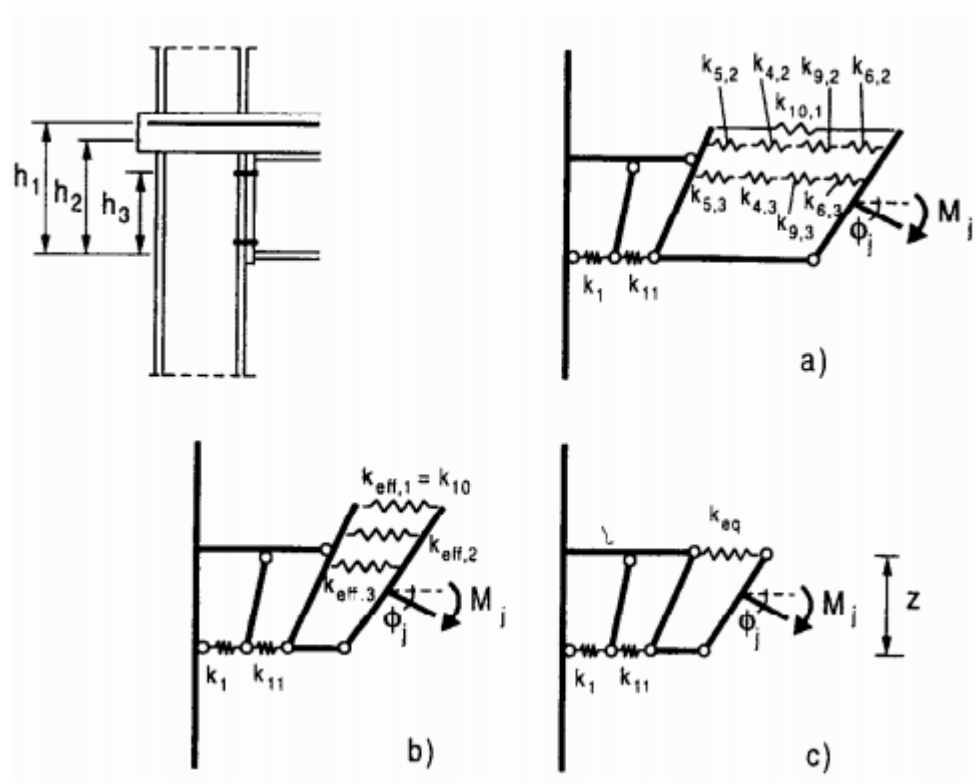 h1
h2
h3
k5,2 k4,2 k9,2 k6,2
k10,1
k5,3 k4.3 k9,3 k6,3
Mj
ϕj
k1 k11
a)
keff,1 = k10
keff,2
keff.3
Mj
ϕj
k1 k11
b)
keq
Mj
ϕj
z
k1 k11
c)